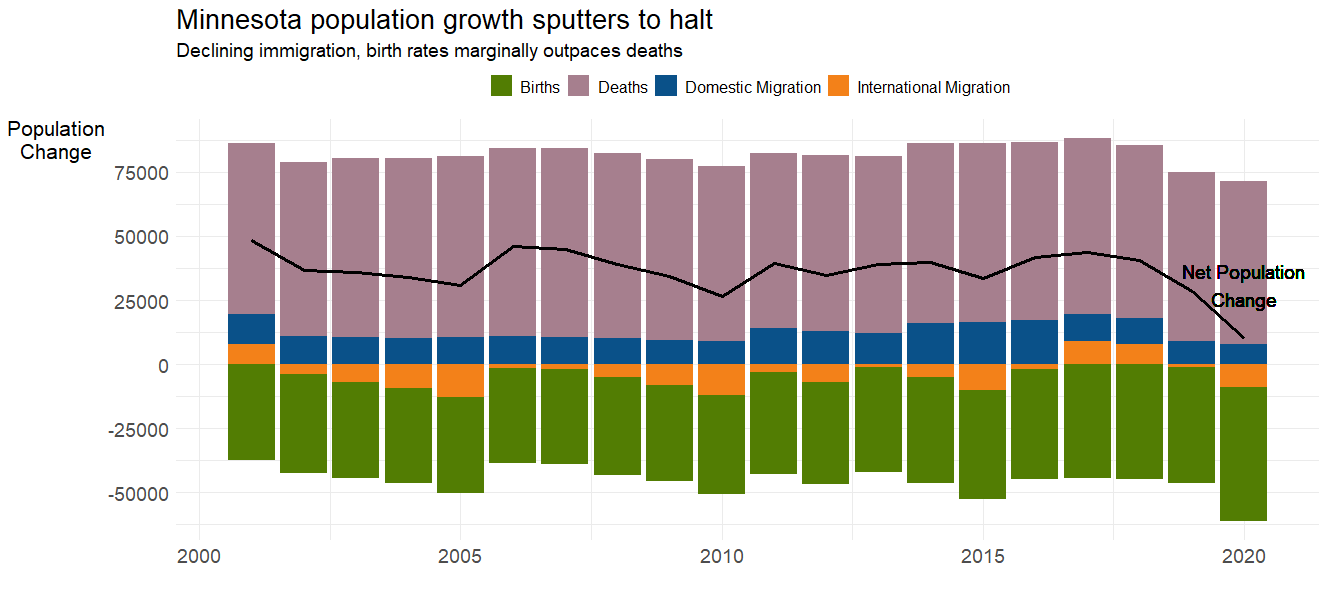 Minnesota population growth sputters to halt
Declining immigration, birth rates marginally outpaces deaths
Births Deaths Domestic Migration International Migration
Population
Change
75000
50000
25000
0
-25000
-50000
Net Population
Change
2000 2005 2010 2015 2020